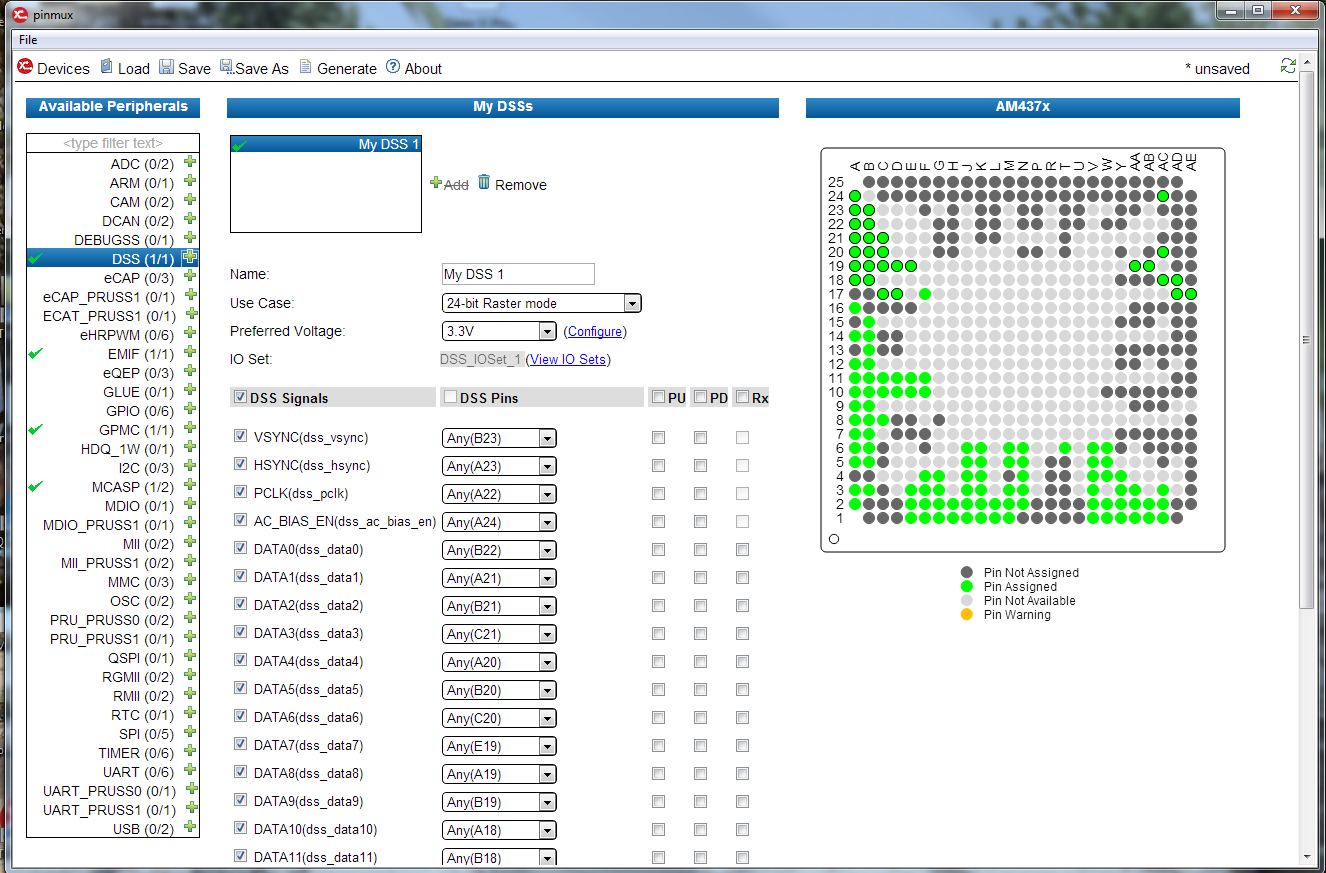 pinmux
File
Devices Load Save Save As Generate About * unsaved
Available Peripherals
<type filter text>
ADC (0/2)
ARM (0/1)
CAM (0/2)
DCAN (0/2)
DEBUGSS (0/1)
DSS (1/1)
eCAP (0/3)
eCAP_PRUSS1 (0/1)
ECAT_PRUSS1 (0/1)
eHRPWM (0/6)
EMIF (1/1)
eQEP (0/3)
GLUE (0/1)
GPIO (0/6)
GPMC (1/1)
HDQ_1W (0/1)
I2C (0/3)
MCASP (1/2)
MDIO (0/1)
MDIO_PRUSS1 (0/1)
MII (0/2)
MII_PRUSS1 (0/2)
MMC (0/3)
OSC (0/2)
PRU_PRUSS0 (0/2)
PRU_PRUSS1 (0/1)
QSPI (0/1)
RGMII (0/2)
RMII (0/2)
RTC (0/1)
SPI (0/5)
TIMER (0/6)
UART (0/6)
UART_PRUSS0 (0/1)
UART_PRUSS1 (0/1)
USB (0/2)
My DSSs
My DSS 1
Add Remove
Name: My DSS 1
Use Case: 24-bit Raster mode
Preferred Voltage: 3.3V (Configure)
IO Set: DSS_IOSet_1 (View IO Sets)
DSS Signals DSS Pins PU PD Rx
VSYNC(dss_vsync) Any(B23)
HSYNC(dss_hsync) Any(A23)
PCLK(dss_pclk) Any(A22)
AC_BIAS_EN(dss_ac_bias_en) Any(A24)
DATA0(dss_data0) Any(B22)
DATA1(dss_data1) Any(A21)
DATA2(dss_data2) Any(B21)
DATA3(dss_data3) Any(C21)
DATA4(dss_data4) Any(A20)
DATA5(dss_data5) Any(B20)
DATA6(dss_data6) Any(C20)
DATA7(dss_data7) Any(E19)
DATA8(dss_data8) Any(A19)
DATA9(dss_data9) Any(B19)
DATA10(dss_data10) Any(A18)
DATA11(dss_data11) Any(B18)
AM437x
A B C D E F G H J K L M N P R T U V W Y AA AB AC AD AE
25
24
23
22
21
20
19
18
17
16
15
14
13
12
11
10
9
8
7
6
5
4
3
2
1
Pin Not Assigned
Pin Assigned
Pin Not Available
Pin Warning